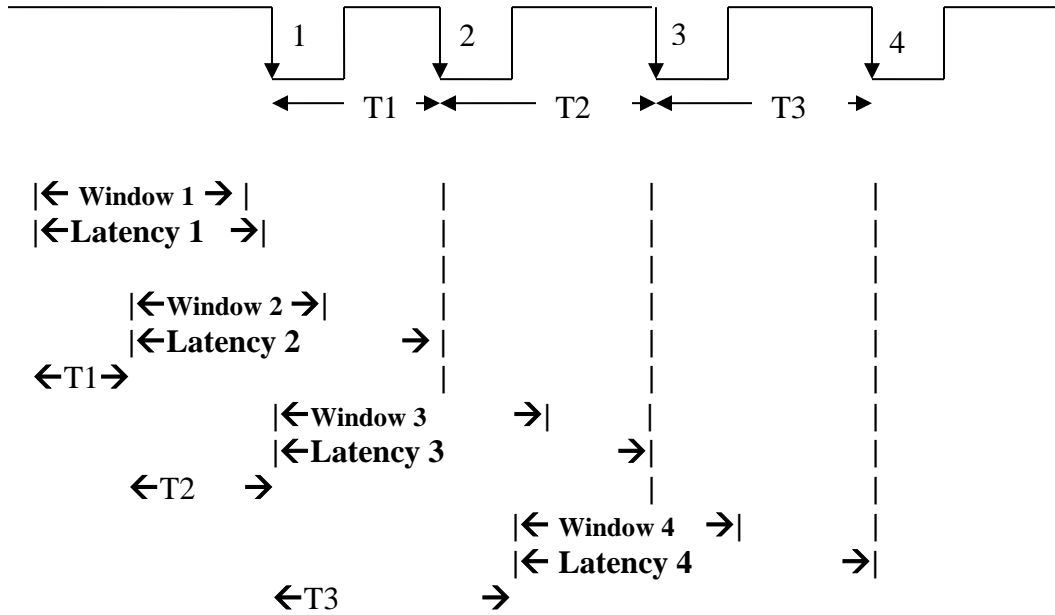 1 2 3 4
T1 T2 T3
|← Window 1 → |
|←Latency 1 →|
|←Window 2 →|
|←Latency 2 →|
←T1→
|←Window 3 →|
|←Latency 3 →|
←T2 →
|← Window 4 →|
|← Latency 4 →|
←T3 →